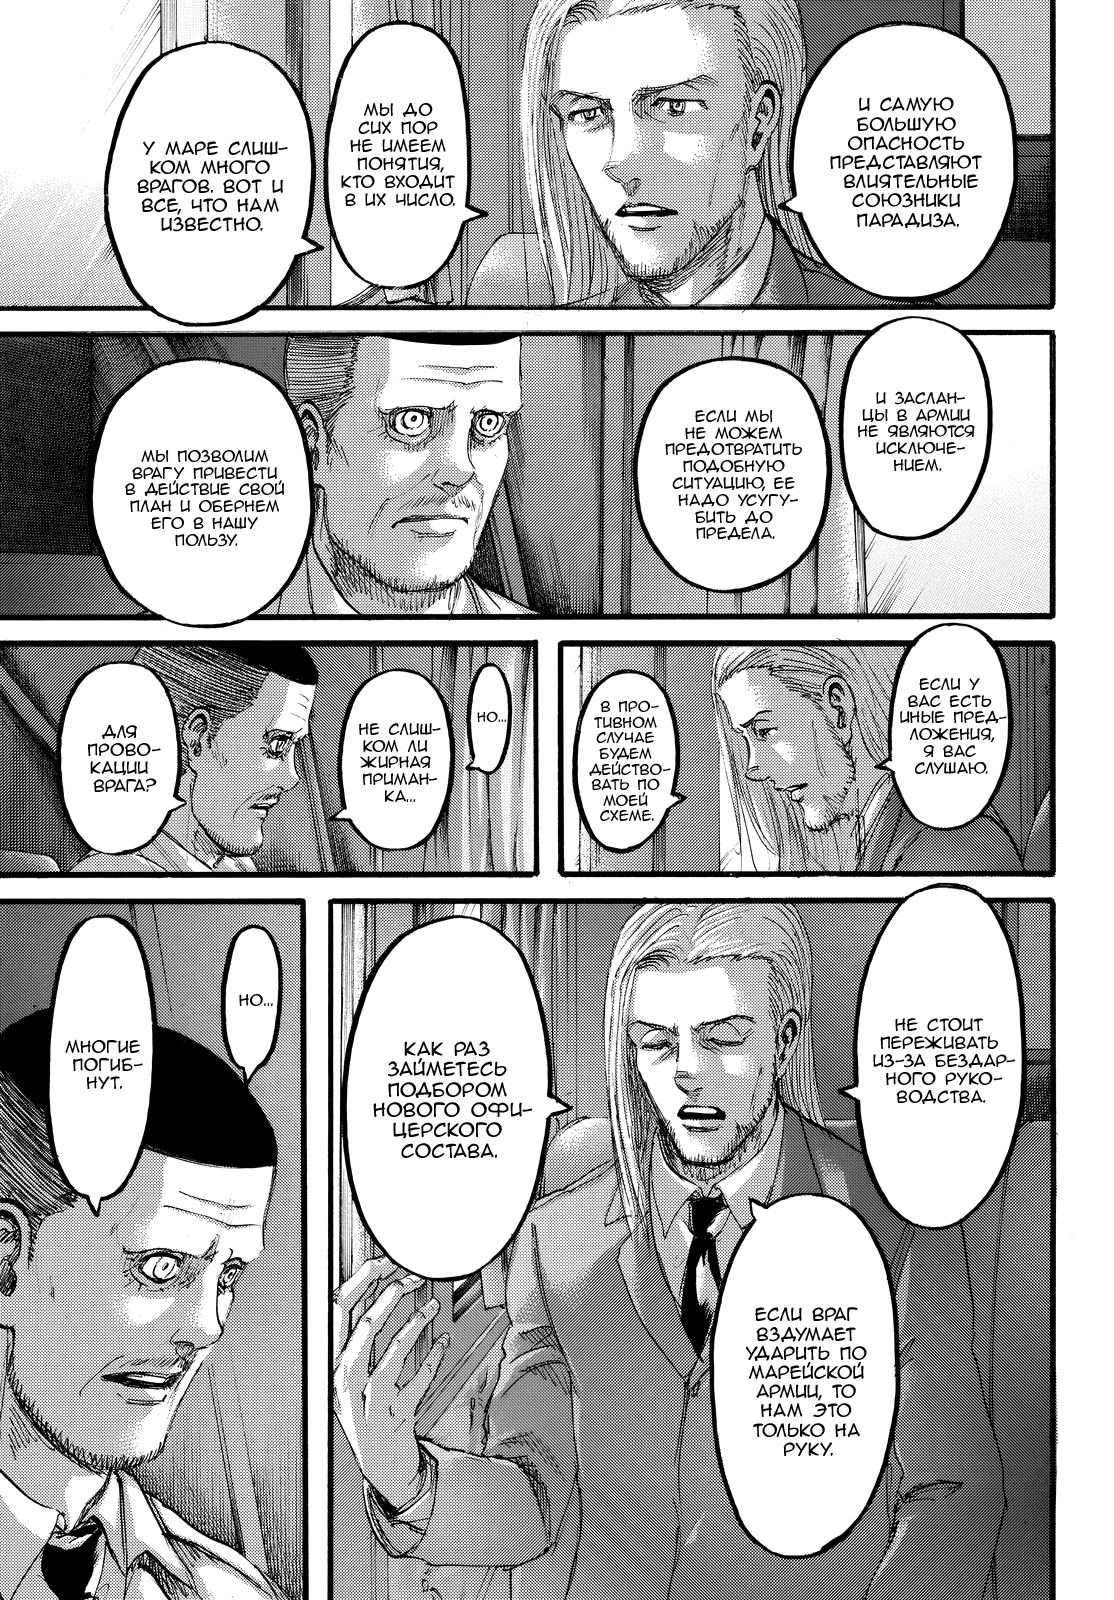 И САМУЮ
БОЛЬШУЮ
ОПАСНОСТЬ
ПРЕДСТАВЛЯЮТ
ВЛИЯТЕЛЬНЫЕ
СОЮЗНИКИ
ПАРАДИЗА.
МЫ ДО
СИХ ПОР
НЕ ИМЕЕМ
ПОНЯТИЯ,
КТО ВХОДИТ
В ИХ ЧИСЛО.
У МАРЕ СЛИШ-
КОМ МНОГО
ВРАГОВ. ВОТ И
ВСЕ, ЧТО НАМ
ИЗВЕСТНО.
И ЗАСЛАН-
ЦЫ В АРМИИ
НЕ ЯВЛЯЮТСЯ
ИСКЛЮЧЕ-
НИЕМ.
ЕСЛИ МЫ
НЕ МОЖЕМ
ПРЕДОТВРАТИТЬ
ПОДОБНУЮ
СИТУАЦИЮ, ЕЕ
НАДО УСУГУ-
БИТЬ ДО
ПРЕДЕЛА.
МЫ ПОЗВОЛИМ
ВРАГУ ПРИВЕСТИ
В ДЕЙСТВИЕ СВОЙ
ПЛАН И ОБЕРНЕМ
ЕГО В НАШУ
ПОЛЬЗУ.
ЕСЛИ У
ВАС ЕСТЬ
ИНЫЕ ПРЕД-
ЛОЖЕНИЯ,
Я ВАС
СЛУШАЮ.
В ПРО-
ТИВНОМ
СЛУЧАЕ
БУДЕМ
ДЕЙСТВО-
ВАТЬ ПО
МОЕЙ
СХЕМЕ.
НО...
НЕ СЛИШ-
КОМ ЛИ
ЖИРНАЯ
ПРИМАН-
КА...
ДЛЯ
ПРОВО-
КАЦИИ
ВРАГА?
НЕ СТОИТ
ПЕРЕЖИВАТЬ
ИЗ-ЗА БЕЗДАР-
НОГО РУКО-
ВОДСТВА.
ЕСЛИ ВРАГ
ВЗДУМАЕТ
УДАРИТЬ ПО
МАРЕЙСКОЙ
АРМИИ, ТО
НАМ ЭТО
ТОЛЬКО НА
РУКУ.
КАК РАЗ
ЗАЙМЕТЕСЬ
ПОДБОРОМ
НОВОГО ОФИ-
ЦЕРСКОГО
СОСТАВА.
НО...
МНОГИЕ
ПОГИБ-
НУТ.